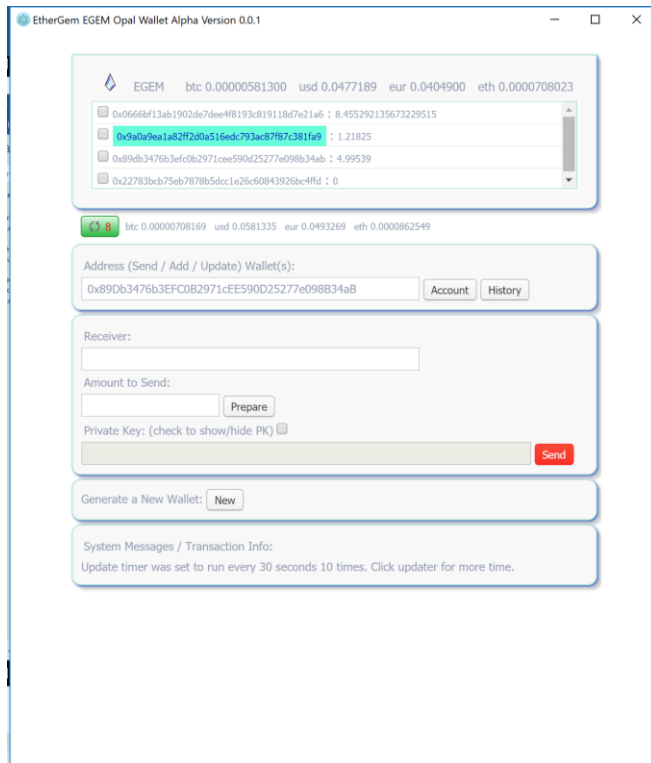 EtherGem EGEM Opal Wallet Alpha Version 0.0.1
EGEM btc 0.00000581300 usd 0.0477189 eur 0.0404900 eth 0.0000708023
0x0666bf13ab1902de7dee4f8193c819118d7e21a6 : 8.455292135673229515
0x9a0a9ea1a82ff2d0a516edc793ac87f87c381fa9 : 1.21825
0x89db3476b3efc0b2971cee590d25277e098b34ab : 4.99539
0x22783bcb75eb7878b5dcc1e26c60843926bc4ffd : 0
8 btc 0.00000708169 usd 0.0581335 eur 0.0493269 eth 0.0000862549
Address (Send / Add / Update) Wallet(s):
0x89Db3476b3EFC0B2971cEE590D25277e098B34aB Account History
Receiver:
Amount to Send:
Prepare
Private Key: (check to show/hide PK)
Send
Generate a New Wallet: New
System Messages / Transaction Info:
Update timer was set to run every 30 seconds 10 times. Click updater for more time.